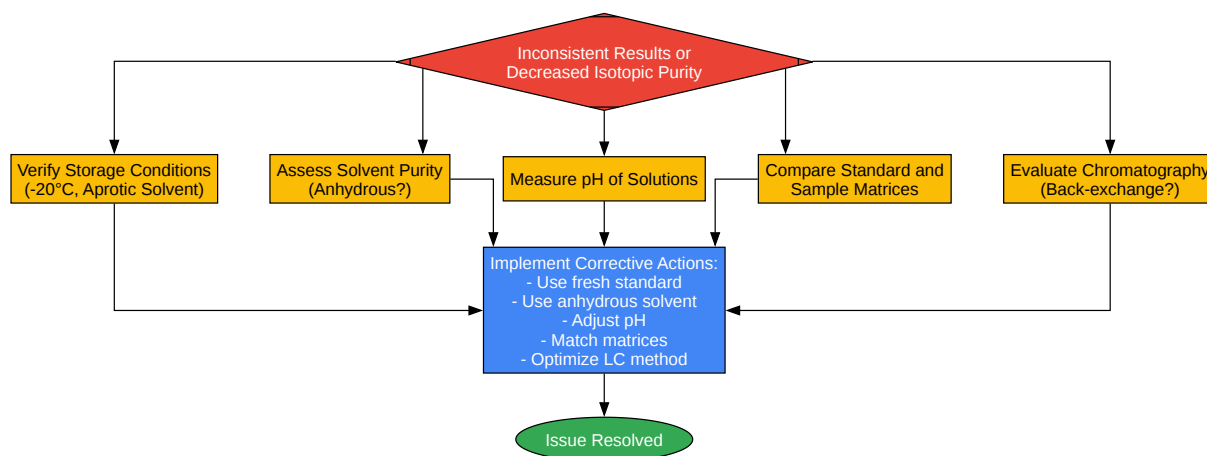 Inconsistent Results or
Decreased Isotopic Purity
Verify Storage Conditions
(-20°C, Aprotic Solvent)
Assess Solvent Purity
(Anhydrous?)
Measure pH of Solutions
Compare Standard and
Sample Matrices
Evaluate Chromatography
(Back-exchange?)
Implement Corrective Actions:
- Use fresh standard
- Use anhydrous solvent
- Adjust pH
- Match matrices
- Optimize LC method
Issue Resolved